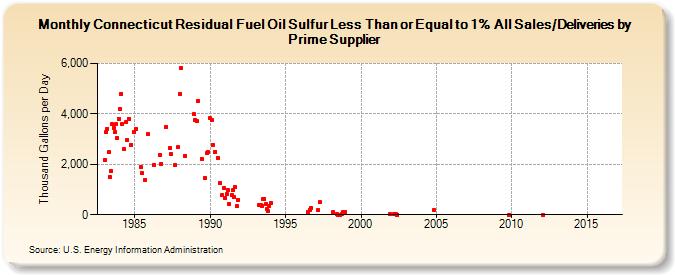 Monthly Connecticut Residual Fuel Oil Sulfur Less Than or Equal to 1% All Sales/Deliveries by
Prime Supplier
Thousand Gallons per Day
6,000
4,000
2,000
0
1985 1990 1995 2000 2005 2010 2015
Source: U.S. Energy Information Administration